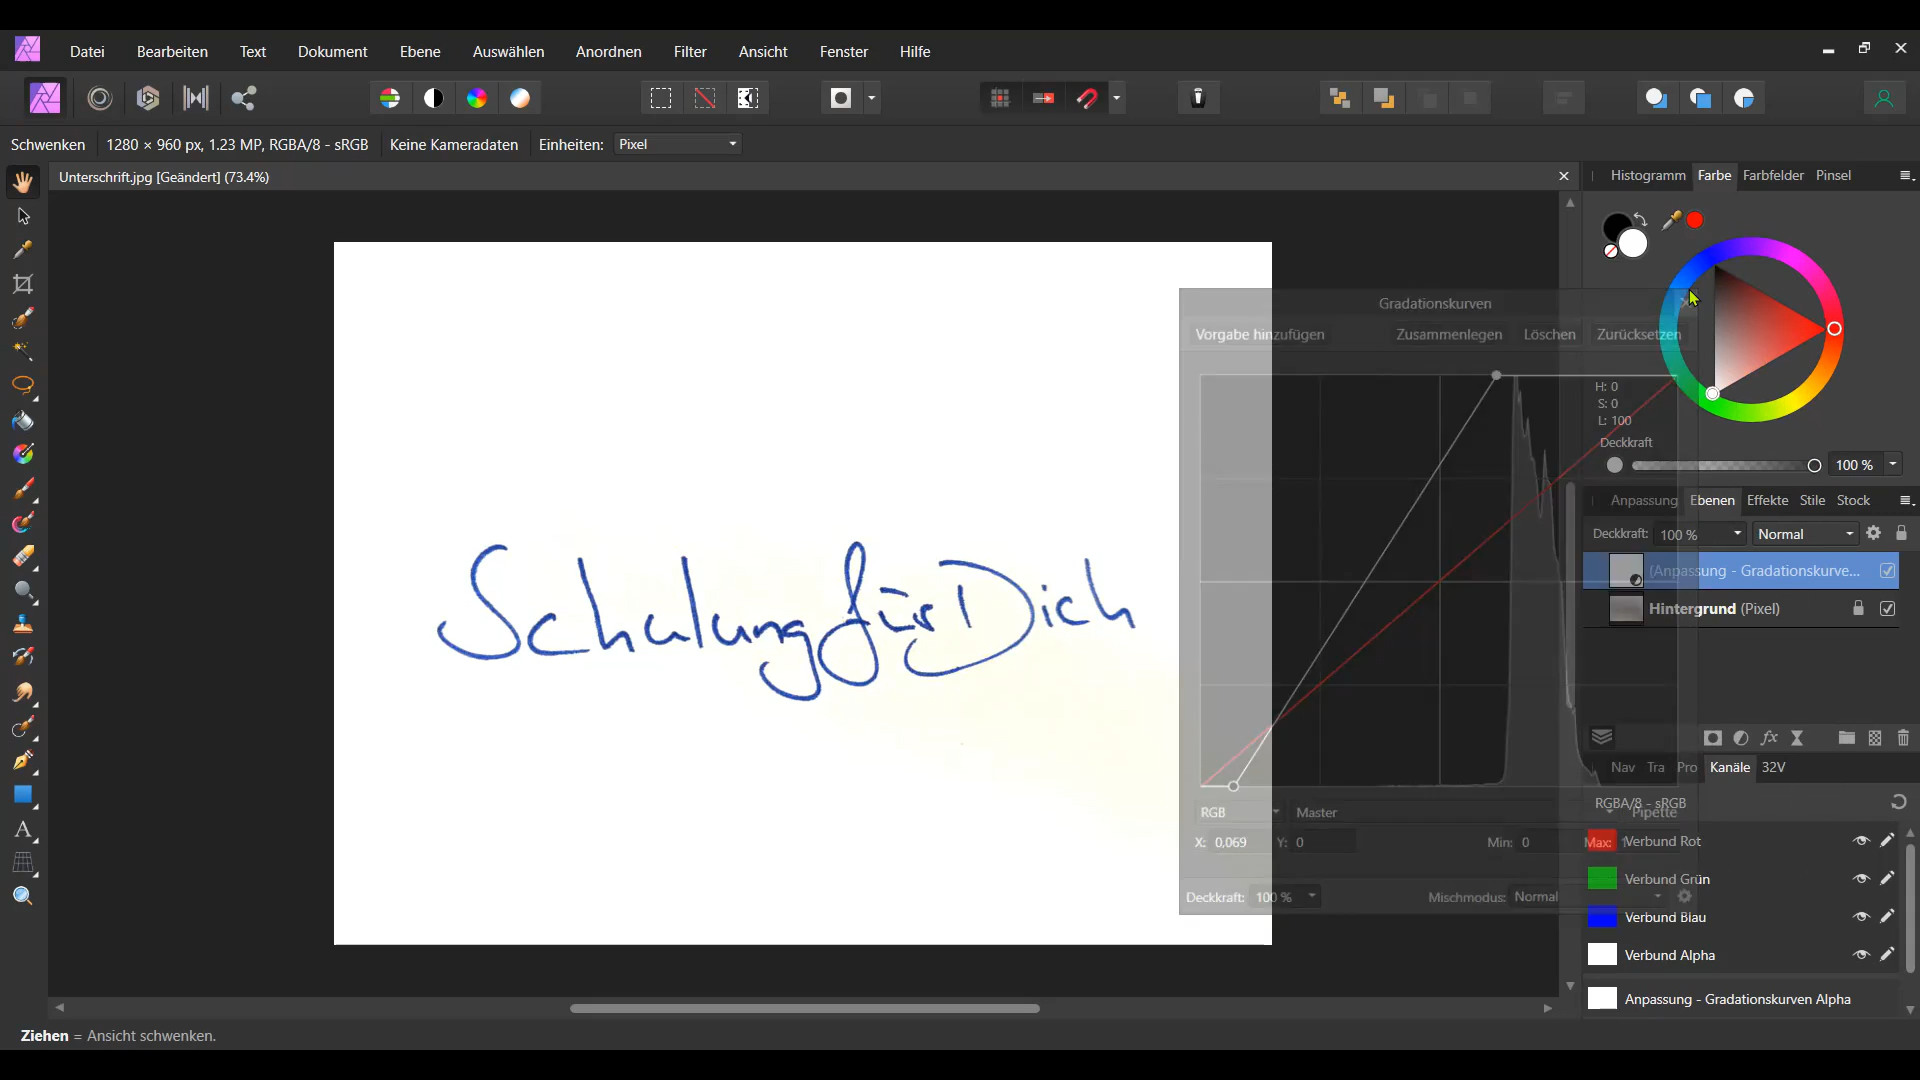 Datei Bearbeiten Text Dokument Ebene Auswählen Anordnen Filter Ansicht Fenster Hilfe
Schwenken 1280 × 960 px, 1.23 MP, RGBA/8 - sRGB Keine Kameradaten Einheiten: Pixel
Unterschrift.jpg [Geändert] (73.4%)
Histogramm Farbe Farbfelder Pinsel
Gradationskurven
Vorgabe hinzufügen Zusammenlegen Löschen Zurücksetzen
H: 0
S: 0
L: 100
Deckkraft
100 %
Anpassung Ebenen Effekte Stile Stock
Deckkraft: 100 % Normal
(Anpassung - Gradationskurve...
Hintergrund (Pixel)
Schulung für Dich
Nav Tra Pro Kanäle 32V
RGBA/8 - sRGB
RGB Master Pipette
X: 0,069 Y: 0 Min: 0 Max:
Verbund Rot
Verbund Grün
Verbund Blau
Verbund Alpha
Deckkraft: 100 % Mischmodus: Normal
Anpassung - Gradationskurven Alpha
Ziehen = Ansicht schwenken.